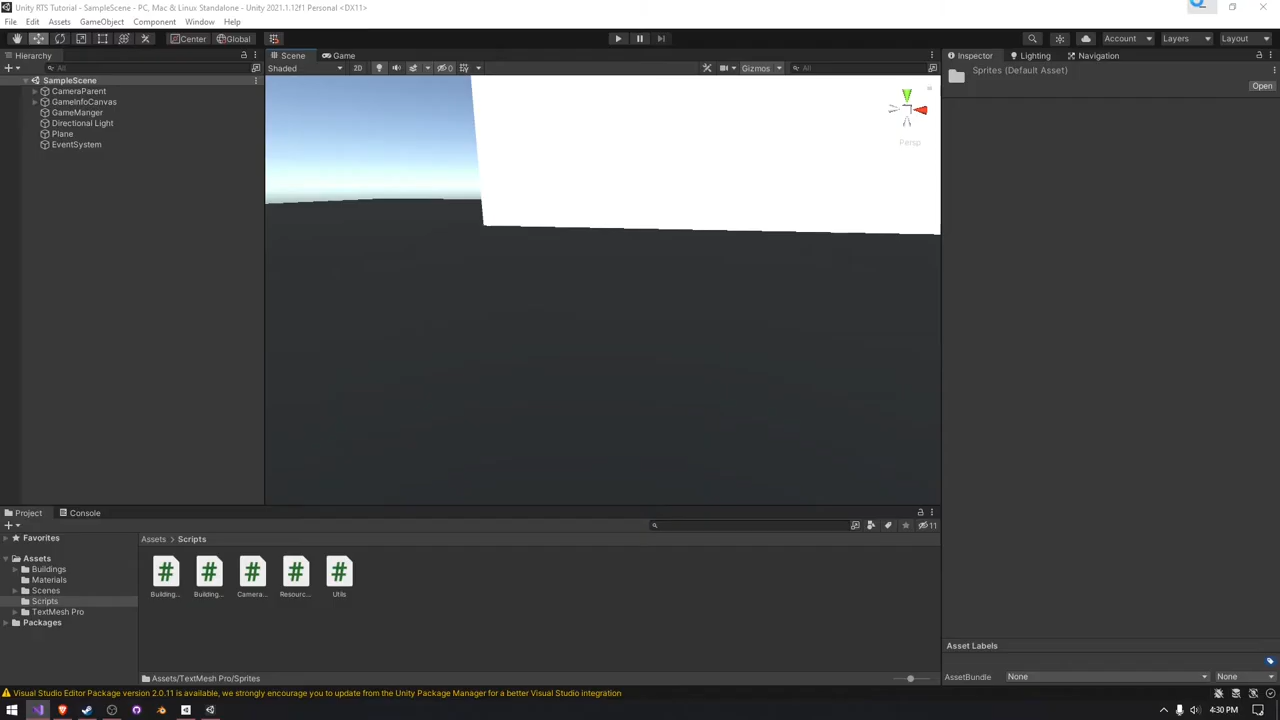 Unity RTS Tutorial - SampleScene - PC, Mac & Linux Standalone - Unity 2021.1.12f1 Personal <DX11>
File Edit Assets GameObject Component Window Help
Center Global Account Layers Layout
Hierarchy
All
SampleScene
CameraParent
GameInfoCanvas
GameManger
Directional Light
Plane
EventSystem
Scene Game
Shaded 2D 0 Gizmos All
Persp
Inspector Lighting Navigation
Sprites (Default Asset)
Open
Project Console
11
Favorites
Assets
Buildings
Materials
Scenes
Scripts
TextMesh Pro
Packages
Assets > Scripts
Building... Building... Camera... Resourc... Utils
Assets/TextMesh Pro/Sprites
Asset Labels
AssetBundle None None
Visual Studio Editor Package version 2.0.11 is available, we strongly encourage you to update from the Unity Package Manager for a better Visual Studio integration
4:30 PM